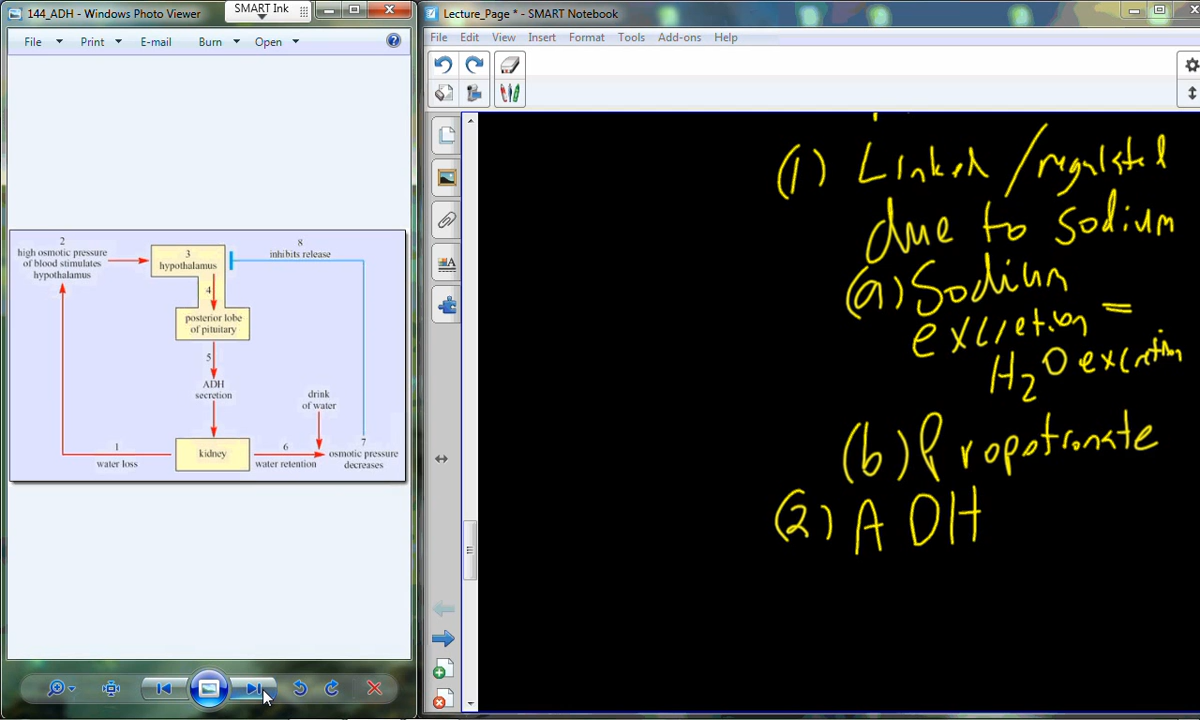 144_ADH - Windows Photo Viewer
SMART Ink
File Print E-mail Burn Open
2
high osmotic pressure
of blood stimulates
hypothalamus
3
hypothalamus
8
inhibits release
4
posterior lobe
of pituitary
5
ADH
secretion
drink
of water
1
water loss
kidney
6
water retention
7
osmotic pressure
decreases
Lecture_Page * - SMART Notebook
File Edit View Insert Format Tools Add-ons Help
(1) Linked/regulated
due to sodium
(a) Sodium
excretion =
H2O excretion
(b) Propotionate
(2) ADH